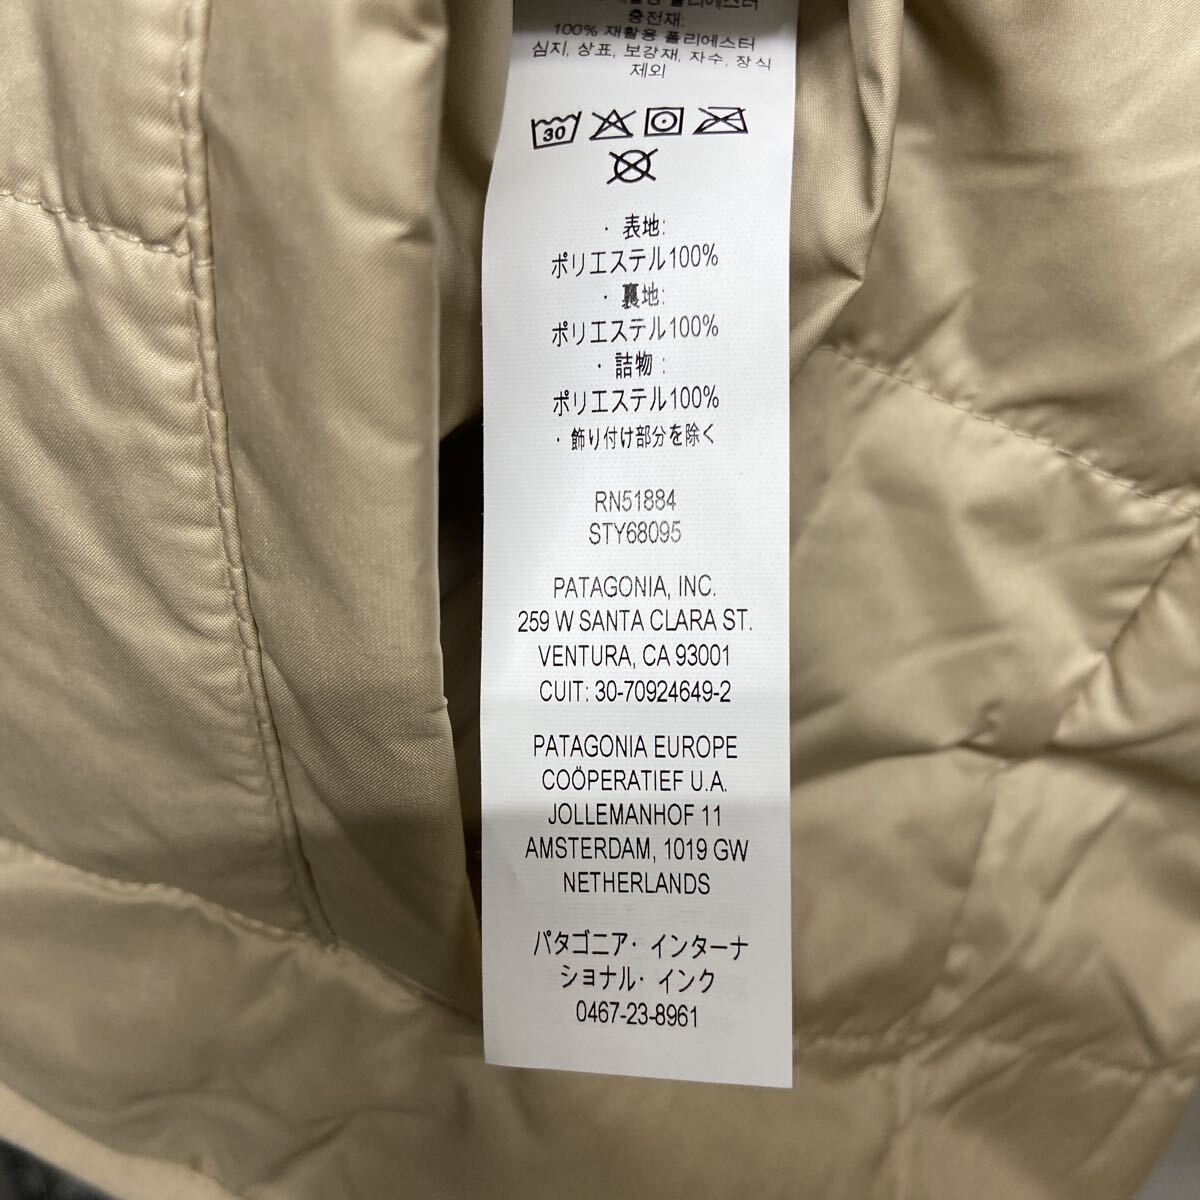 폴리에스터
충전재:
100% 재활용 폴리에스터
심지, 상표, 보강재, 자수, 장식
제외
30
· 表地:
ポリエステル100%
· 裏地:
ポリエステル100%
· 詰物 :
ポリエステル100%
· 飾り付け部分を除く
RN51884
STY68095
PATAGONIA, INC.
259 W SANTA CLARA ST.
VENTURA, CA 93001
CUIT: 30-70924649-2
PATAGONIA EUROPE
COÖPERATIEF U.A.
JOLLEMANHOF 11
AMSTERDAM, 1019 GW
NETHERLANDS
パタゴニア· インターナ
ショナル· インク
0467-23-8961